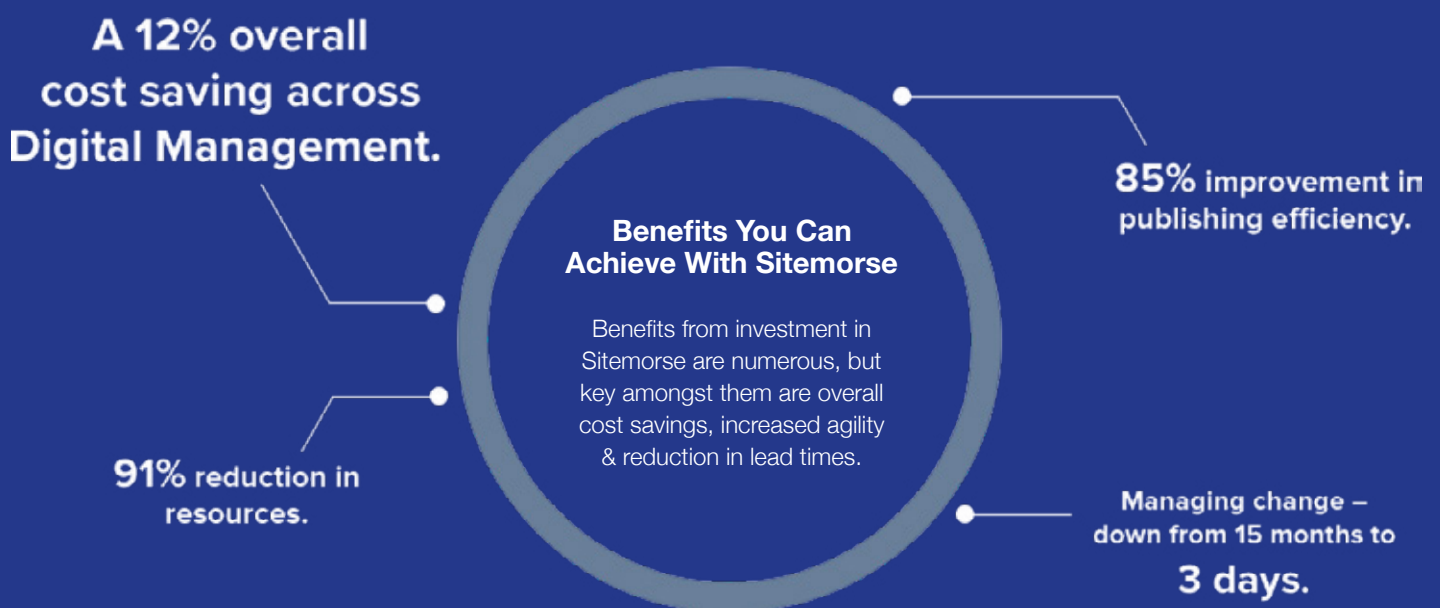 A 12% overall
cost saving across
Digital Management.
85% improvement in
publishing efficiency.
Benefits You Can
Achieve With Sitemorse
Benefits from investment in
Sitemorse are numerous, but
key amongst them are overall
cost savings, increased agility
& reduction in lead times.
91% reduction in
resources.
Managing change –
down from 15 months to
3 days.